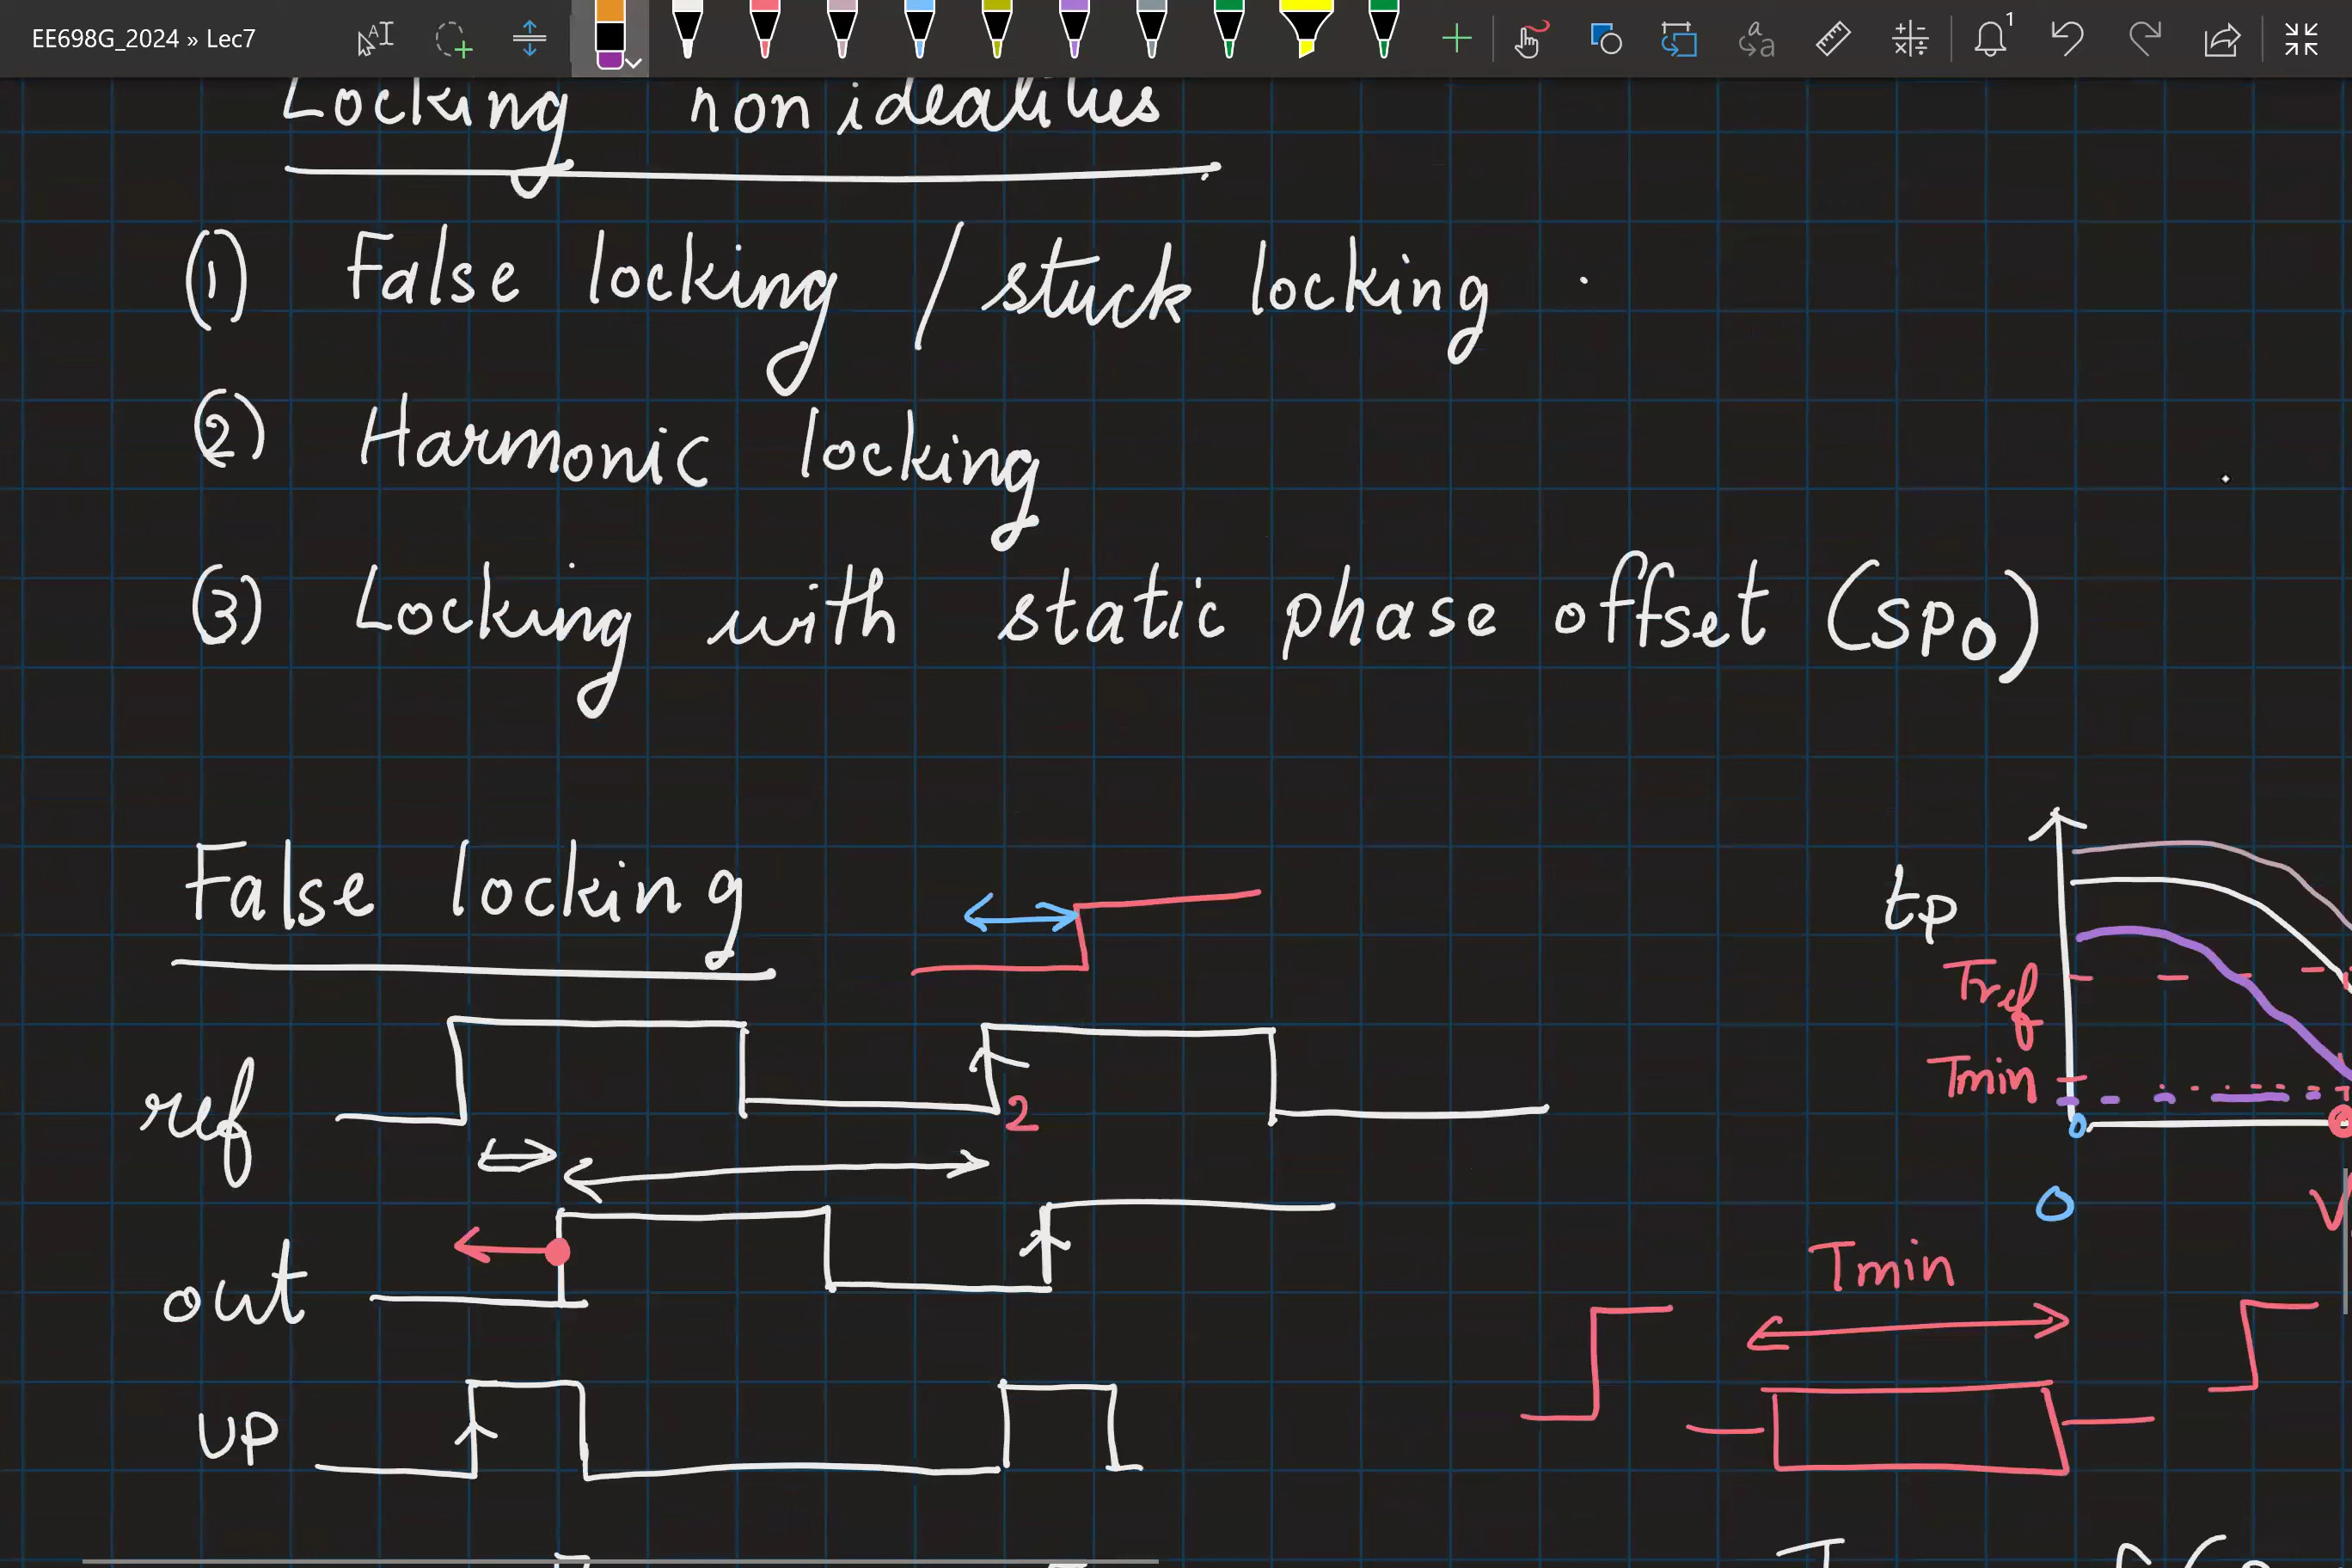 EE698G_2024 » Lec7
Locking non idealities
(1) False locking / stuck locking .
(2) Harmonic locking
(3) Locking with static phase offset (SPO)
False locking
tp
Tref
Tmin
ref
2
0
out
Tmin
UP